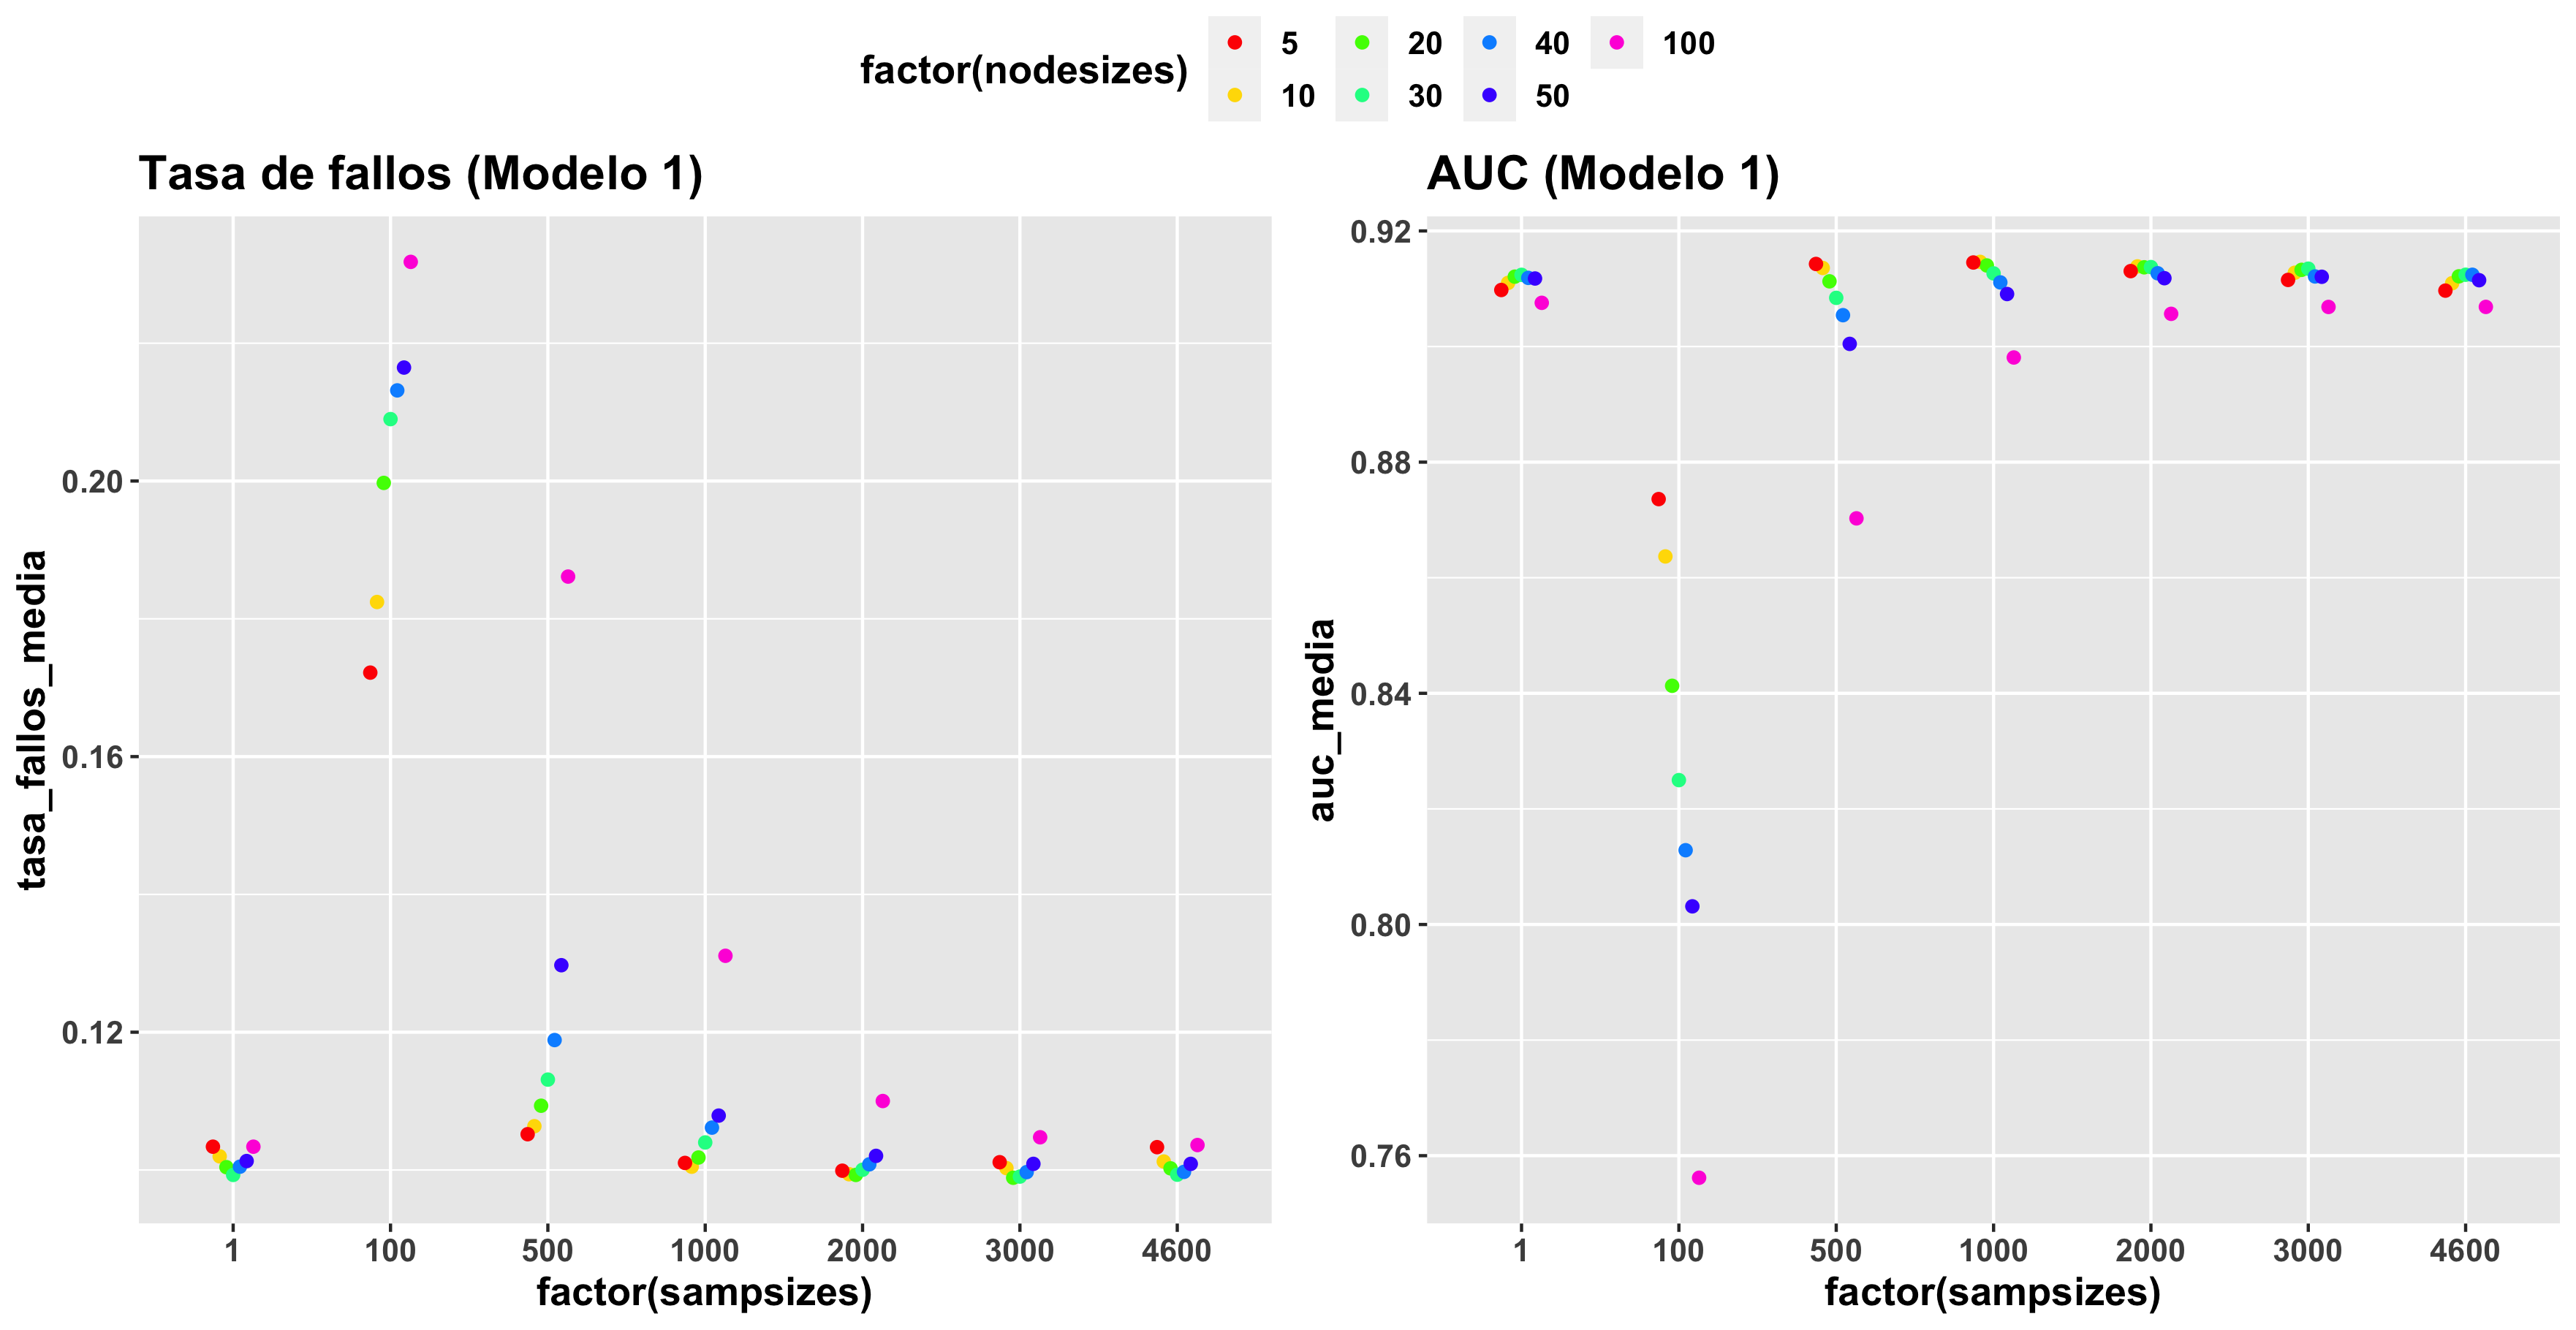 factor(nodesizes)
5 20 40 100
10 30 50
Tasa de fallos (Modelo 1)
tasa_fallos_media
0.20
0.16
0.12
1 100 500 1000 2000 3000 4600
factor(sampsizes)
AUC (Modelo 1)
auc_media
0.92
0.88
0.84
0.80
0.76
1 100 500 1000 2000 3000 4600
factor(sampsizes)